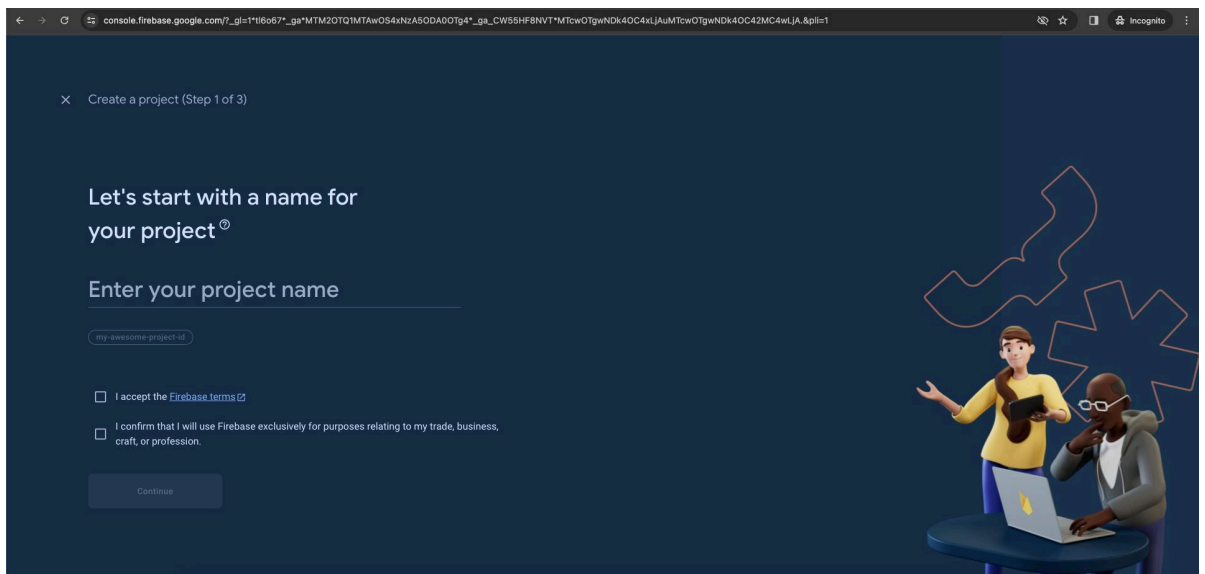 console.firebase.google.com/?_gl=1*tl6o67*_ga*MTM2OTQ1MTAwOS4xNzA5ODA0OTg4*_ga_CW55HF8NVT*MTcwOTgwNDk4OC4xLjAuMTcwOTgwNDk4OC42MC4wLjA.&pli=1
Incognito
Create a project (Step 1 of 3)
Let's start with a name for
your project
Enter your project name
my-awesome-project-id
I accept the Firebase terms
I confirm that I will use Firebase exclusively for purposes relating to my trade, business,
craft, or profession.
Continue